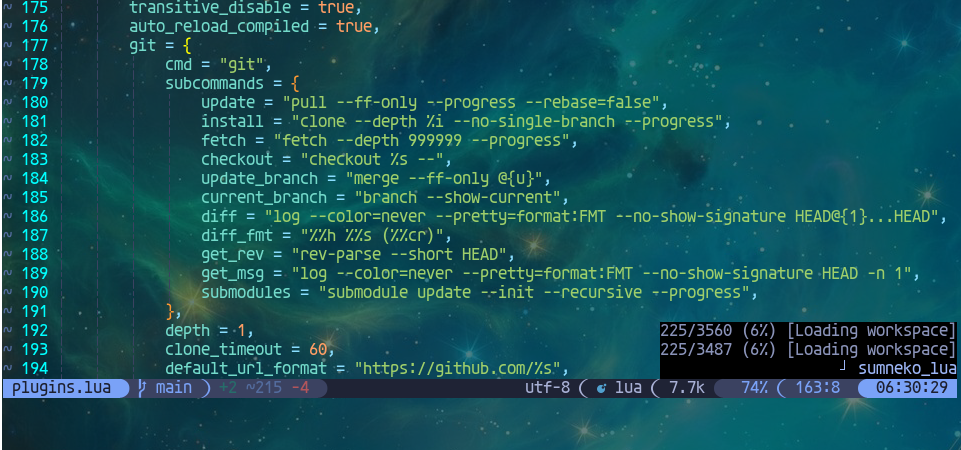 ~ 175 transitive_disable = true,
~ 176 auto_reload_compiled = true,
~ 177 git = {
~ 178 cmd = "git",
~ 179 subcommands = {
~ 180 update = "pull --ff-only --progress --rebase=false",
~ 181 install = "clone --depth %i --no-single-branch --progress",
~ 182 fetch = "fetch --depth 999999 --progress",
~ 183 checkout = "checkout %s --",
~ 184 update_branch = "merge --ff-only @{u}",
~ 185 current_branch = "branch --show-current",
~ 186 diff = "log --color=never --pretty=format:FMT --no-show-signature HEAD@{1}...HEAD",
~ 187 diff_fmt = "%%h %%s (%%cr)",
~ 188 get_rev = "rev-parse --short HEAD",
~ 189 get_msg = "log --color=never --pretty=format:FMT --no-show-signature HEAD -n 1",
~ 190 submodules = "submodule update --init --recursive --progress",
~ 191 },
~ 192 depth = 1,
225/3560 (6%) [Loading workspace]
~ 193 clone_timeout = 60,
225/3487 (6%) [Loading workspace]
~ 194 default_url_format = "https://github.com/%s",
sumneko_lua
plugins.lua main +2 ~215 -4 utf-8 lua 7.7k 74% 163:8 06:30:29